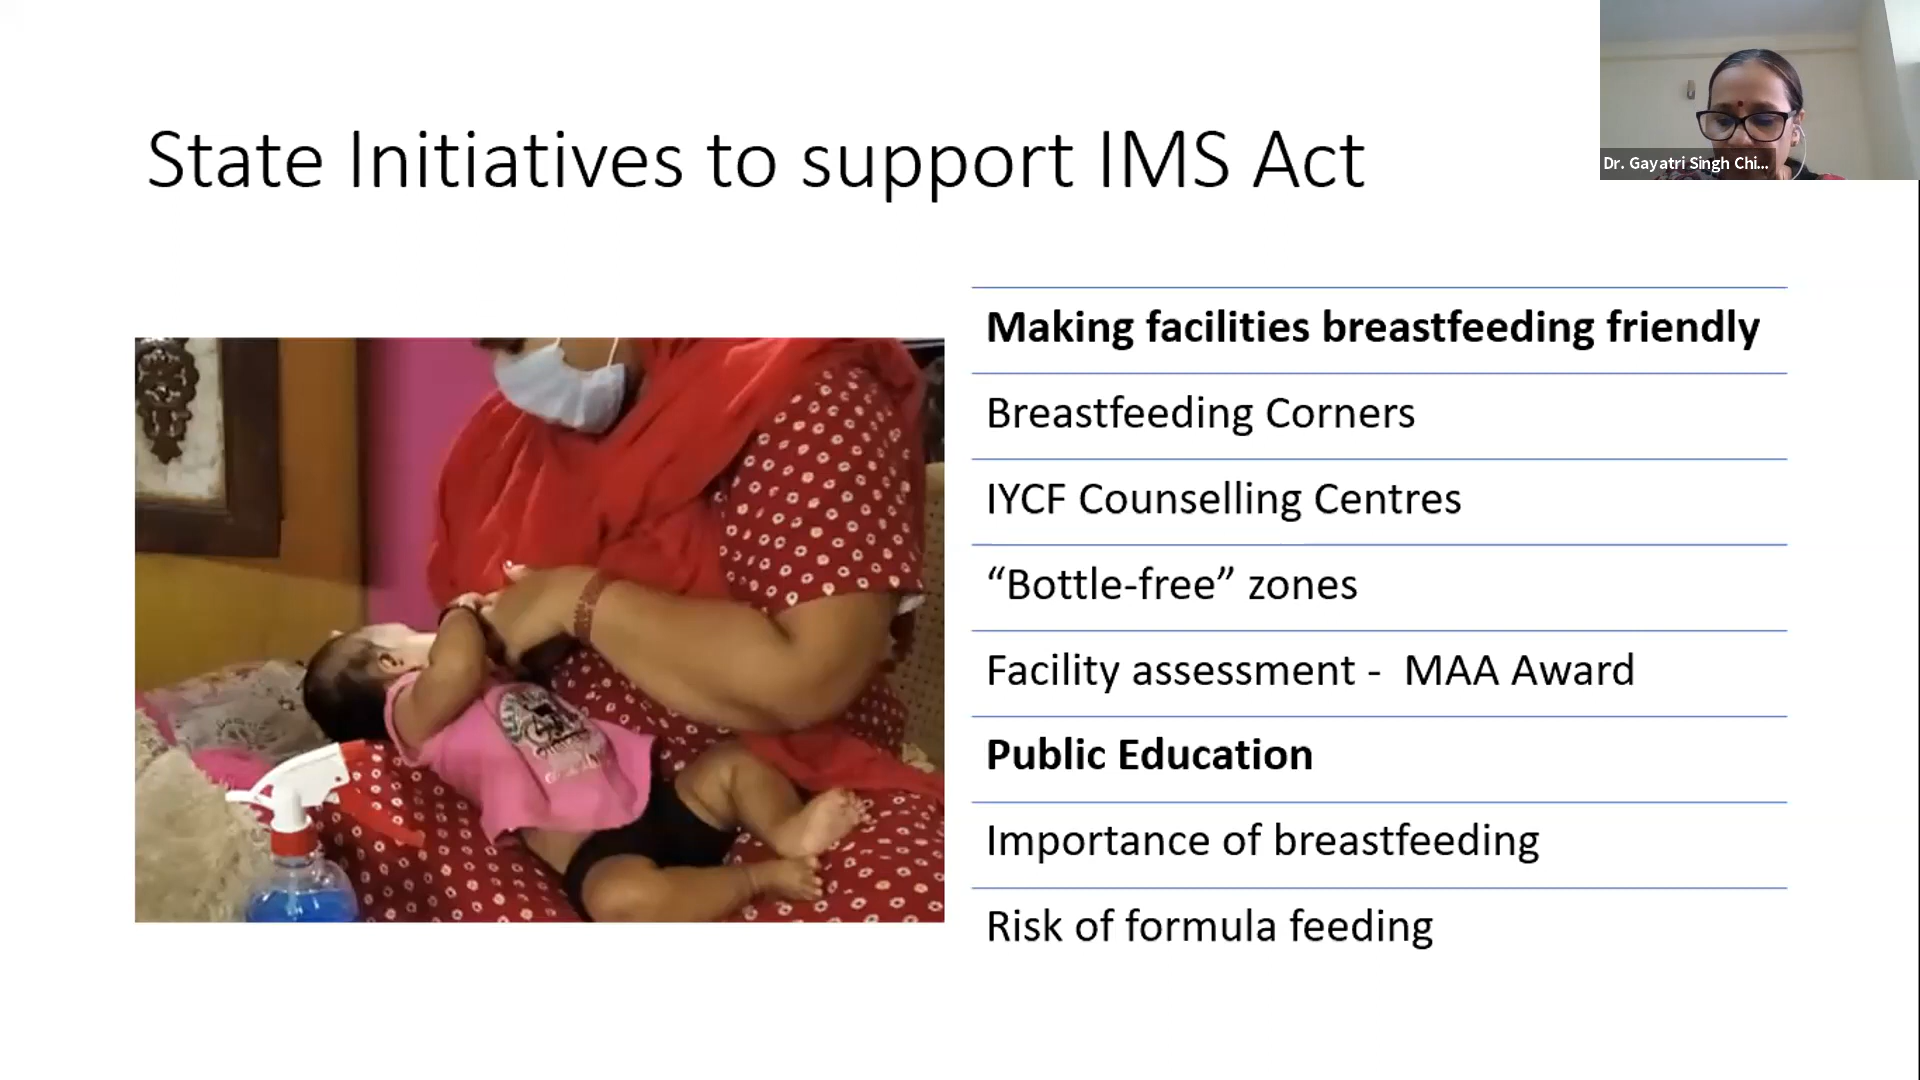 State Initiatives to support IMS Act
Dr. Gayatri Singh Chi...
Making facilities breastfeeding friendly
Breastfeeding Corners
IYCF Counselling Centres
“Bottle-free” zones
Facility assessment -  MAA Award
Public Education
Importance of breastfeeding
Risk of formula feeding